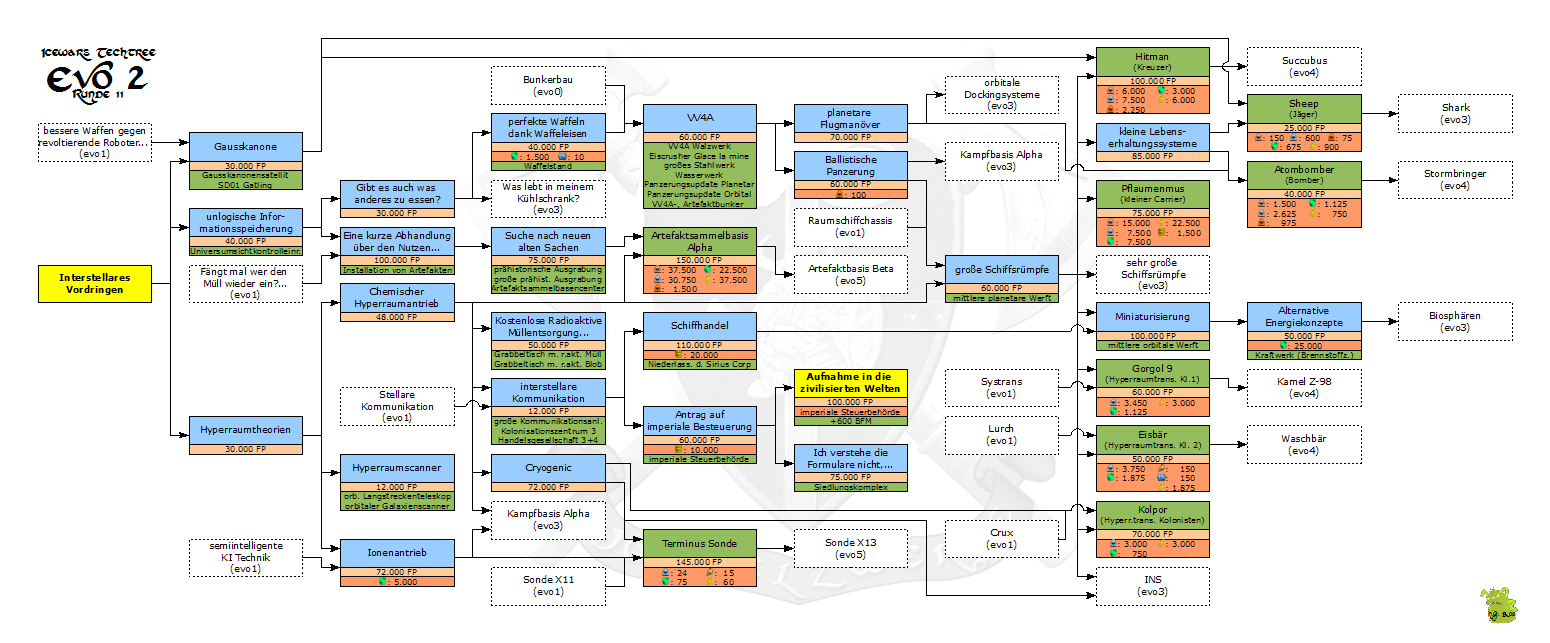 Icewars Techtree
Evo 2
Runde 11
bessere Waffen gegen
revoltierende Roboter...
(evo1)
Interstellares
Vordringen
Gausskanone
30.000 FP
Gausskanonensatellit
SD01 Gatling
unlogische Infor-
mationsspeicherung
40.000 FP
Universumsichtkontrolleinr.
Fängt mal wer den
Müll wieder ein?...
(evo1)
Hyperraumtheorien
30.000 FP
semiintelligente
KI Technik
(evo1)
Gibt es auch was
anderes zu essen?
30.000 FP
Eine kurze Abhandlung
über den Nutzen...
100.000 FP
Installation von Artefakten
Chemischer
Hyperraumantrieb
48.000 FP
Stellare
Kommunikation
(evo1)
Hyperraumscanner
12.000 FP
orb. Langstreckenteleskop
orbitaler Galaxienscanner
Ionenantrieb
72.000 FP
: 5.000
Bunkerbau
(evo0)
perfekte Waffeln
dank Waffeleisen
40.000 FP
: 1.500 : 10
Waffelstand
Was lebt in meinem
Kühlschrank?
(evo3)
Suche nach neuen
alten Sachen
75.000 FP
prähistorische Ausgrabung
große prähist. Ausgrabung
Artefaktsammelbasencenter
Kostenlose Radioaktive
Müllentsorgung...
50.000 FP
Grabbeltisch m. r.akt. Müll
Grabbeltisch m. r.akt. Blob
interstellare
Kommunikation
12.000 FP
große Kommunikationsanl.
Kolonisationszentrum 3
Handelsgesellschaft 3+4
Cryogenic
72.000 FP
Kampfbasis Alpha
(evo3)
Sonde X11
(evo1)
VV4A
60.000 FP
VV4A Walzwerk
Eiscrusher Glace la mine
großes Stahlwerk
Wasserwerk
Panzerungsupdate Planetar
Panzerungsupdate Orbital
VV4A-, Artefaktbunker
Artefaktsammelbasis
Alpha
150.000 FP
: 37.500 : 22.500
: 30.750 : 37.500
: 1.500
Schiffhandel
110.000 FP
: 20.000
Niederlass. d. Sirius Corp
Antrag auf
imperiale Besteuerung
60.000 FP
: 10.000
imperiale Steuerbehörde
Terminus Sonde
145.000 FP
: 24 : 15
: 75 : 60
planetare
Flugmanöver
70.000 FP
Ballistische
Panzerung
60.000 FP
: 100
Raumschiffchassis
(evo1)
Artefaktbasis Beta
(evo5)
Aufnahme in die
zivilisierten Welten
100.000 FP
imperiale Steuerbehörde
+600 BFM
Ich verstehe die
Formulare nicht,...
75.000 FP
Siedlungskomplex
Sonde X13
(evo5)
orbitale
Dockingsysteme
(evo3)
Kampfbasis Alpha
(evo3)
große Schiffsrümpfe
60.000 FP
mittlere planetare Werft
Systrans
(evo1)
Lurch
(evo1)
Crux
(evo1)
Hitman
(Kreuzer)
100.000 FP
: 6.000 : 3.000
: 7.500 : 6.000
: 2.250
kleine Lebens-
erhaltungssysteme
85.000 FP
Pflaumenmus
(kleiner Carrier)
75.000 FP
: 15.000 : 22.500
: 7.500 : 1.500
: 7.500
sehr große
Schiffsrümpfe
(evo3)
Miniaturisierung
100.000 FP
mittlere orbitale Werft
Gorgol 9
(Hyperraumtrans. Kl.1)
60.000 FP
: 3.450 : 3.000
: 1.125
Eisbär
(Hyperraumtrans. Kl. 2)
50.000 FP
: 3.750 : 150
: 1.875 : 150
: 1.875
Kolpor
(Hyperr.trans. Kolonisten)
70.000 FP
: 3.000 : 3.000
: 750
INS
(evo3)
Succubus
(evo4)
Sheep
(Jäger)
25.000 FP
: 150 : 600 : 75
: 675 : 900
Atombomber
(Bomber)
40.000 FP
: 1.500 : 1.125
: 2.625 : 750
: 975
Alternative
Energiekonzepte
50.000 FP
: 25.000
Kraftwerk (Brennstoffz.)
Kamel Z-98
(evo4)
Waschbär
(evo4)
Shark
(evo3)
Stormbringer
(evo4)
Biosphären
(evo3)